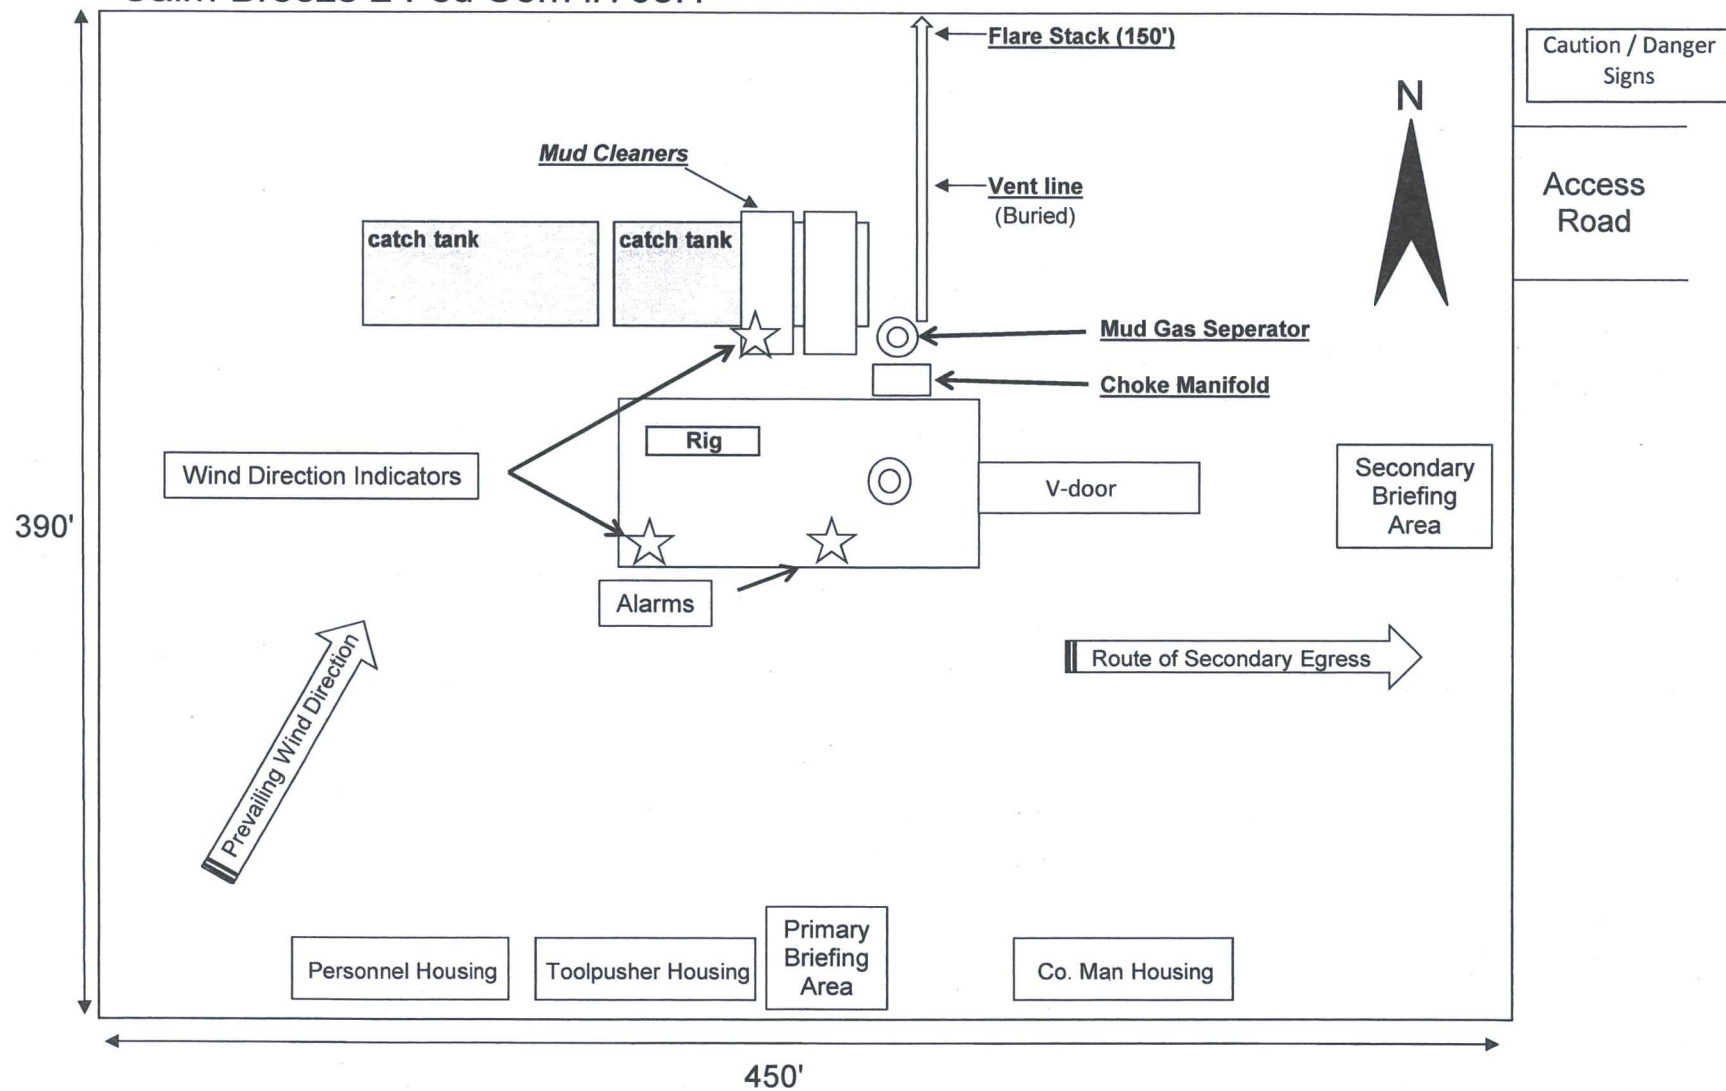 Flare Stack (150')
Caution / Danger
Signs
N
Mud Cleaners
Vent line
(Buried)
Access
Road
catch tank
catch tank
Mud Gas Seperator
Choke Manifold
Rig
Wind Direction Indicators
V-door
Secondary
Briefing
Area
390'
Alarms
Prevailing Wind Direction
Route of Secondary Egress
Primary
Briefing
Area
Personnel Housing
Toolpusher Housing
Co. Man Housing
450'